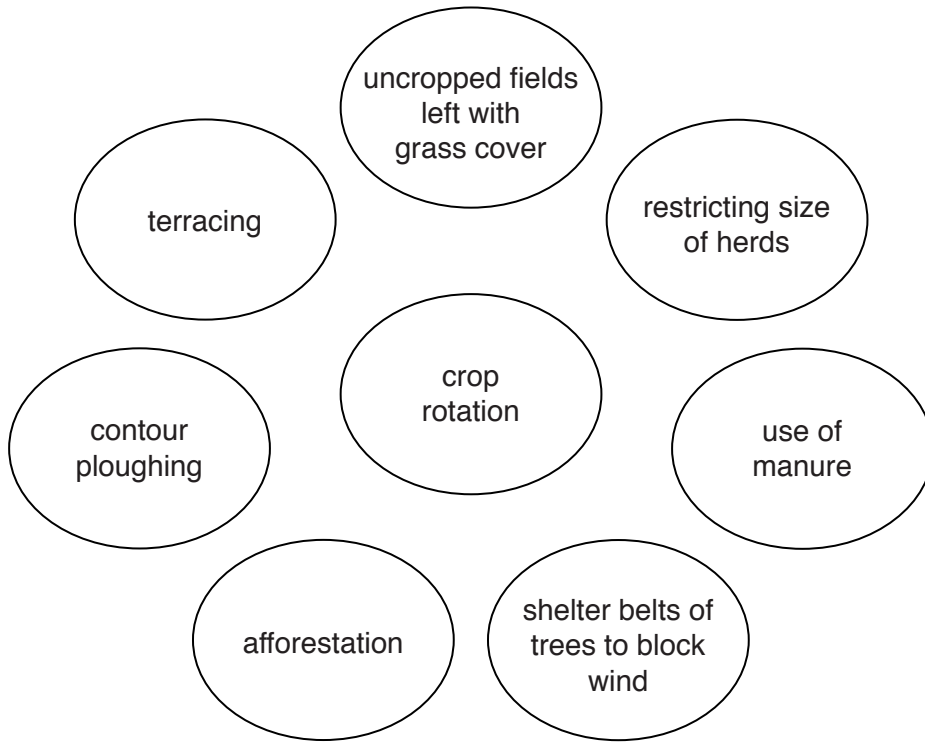 uncropped fields
left with
grass cover
terracing
restricting size
of herds
crop
rotation
contour
ploughing
use of
manure
afforestation
shelter belts of
trees to block
wind